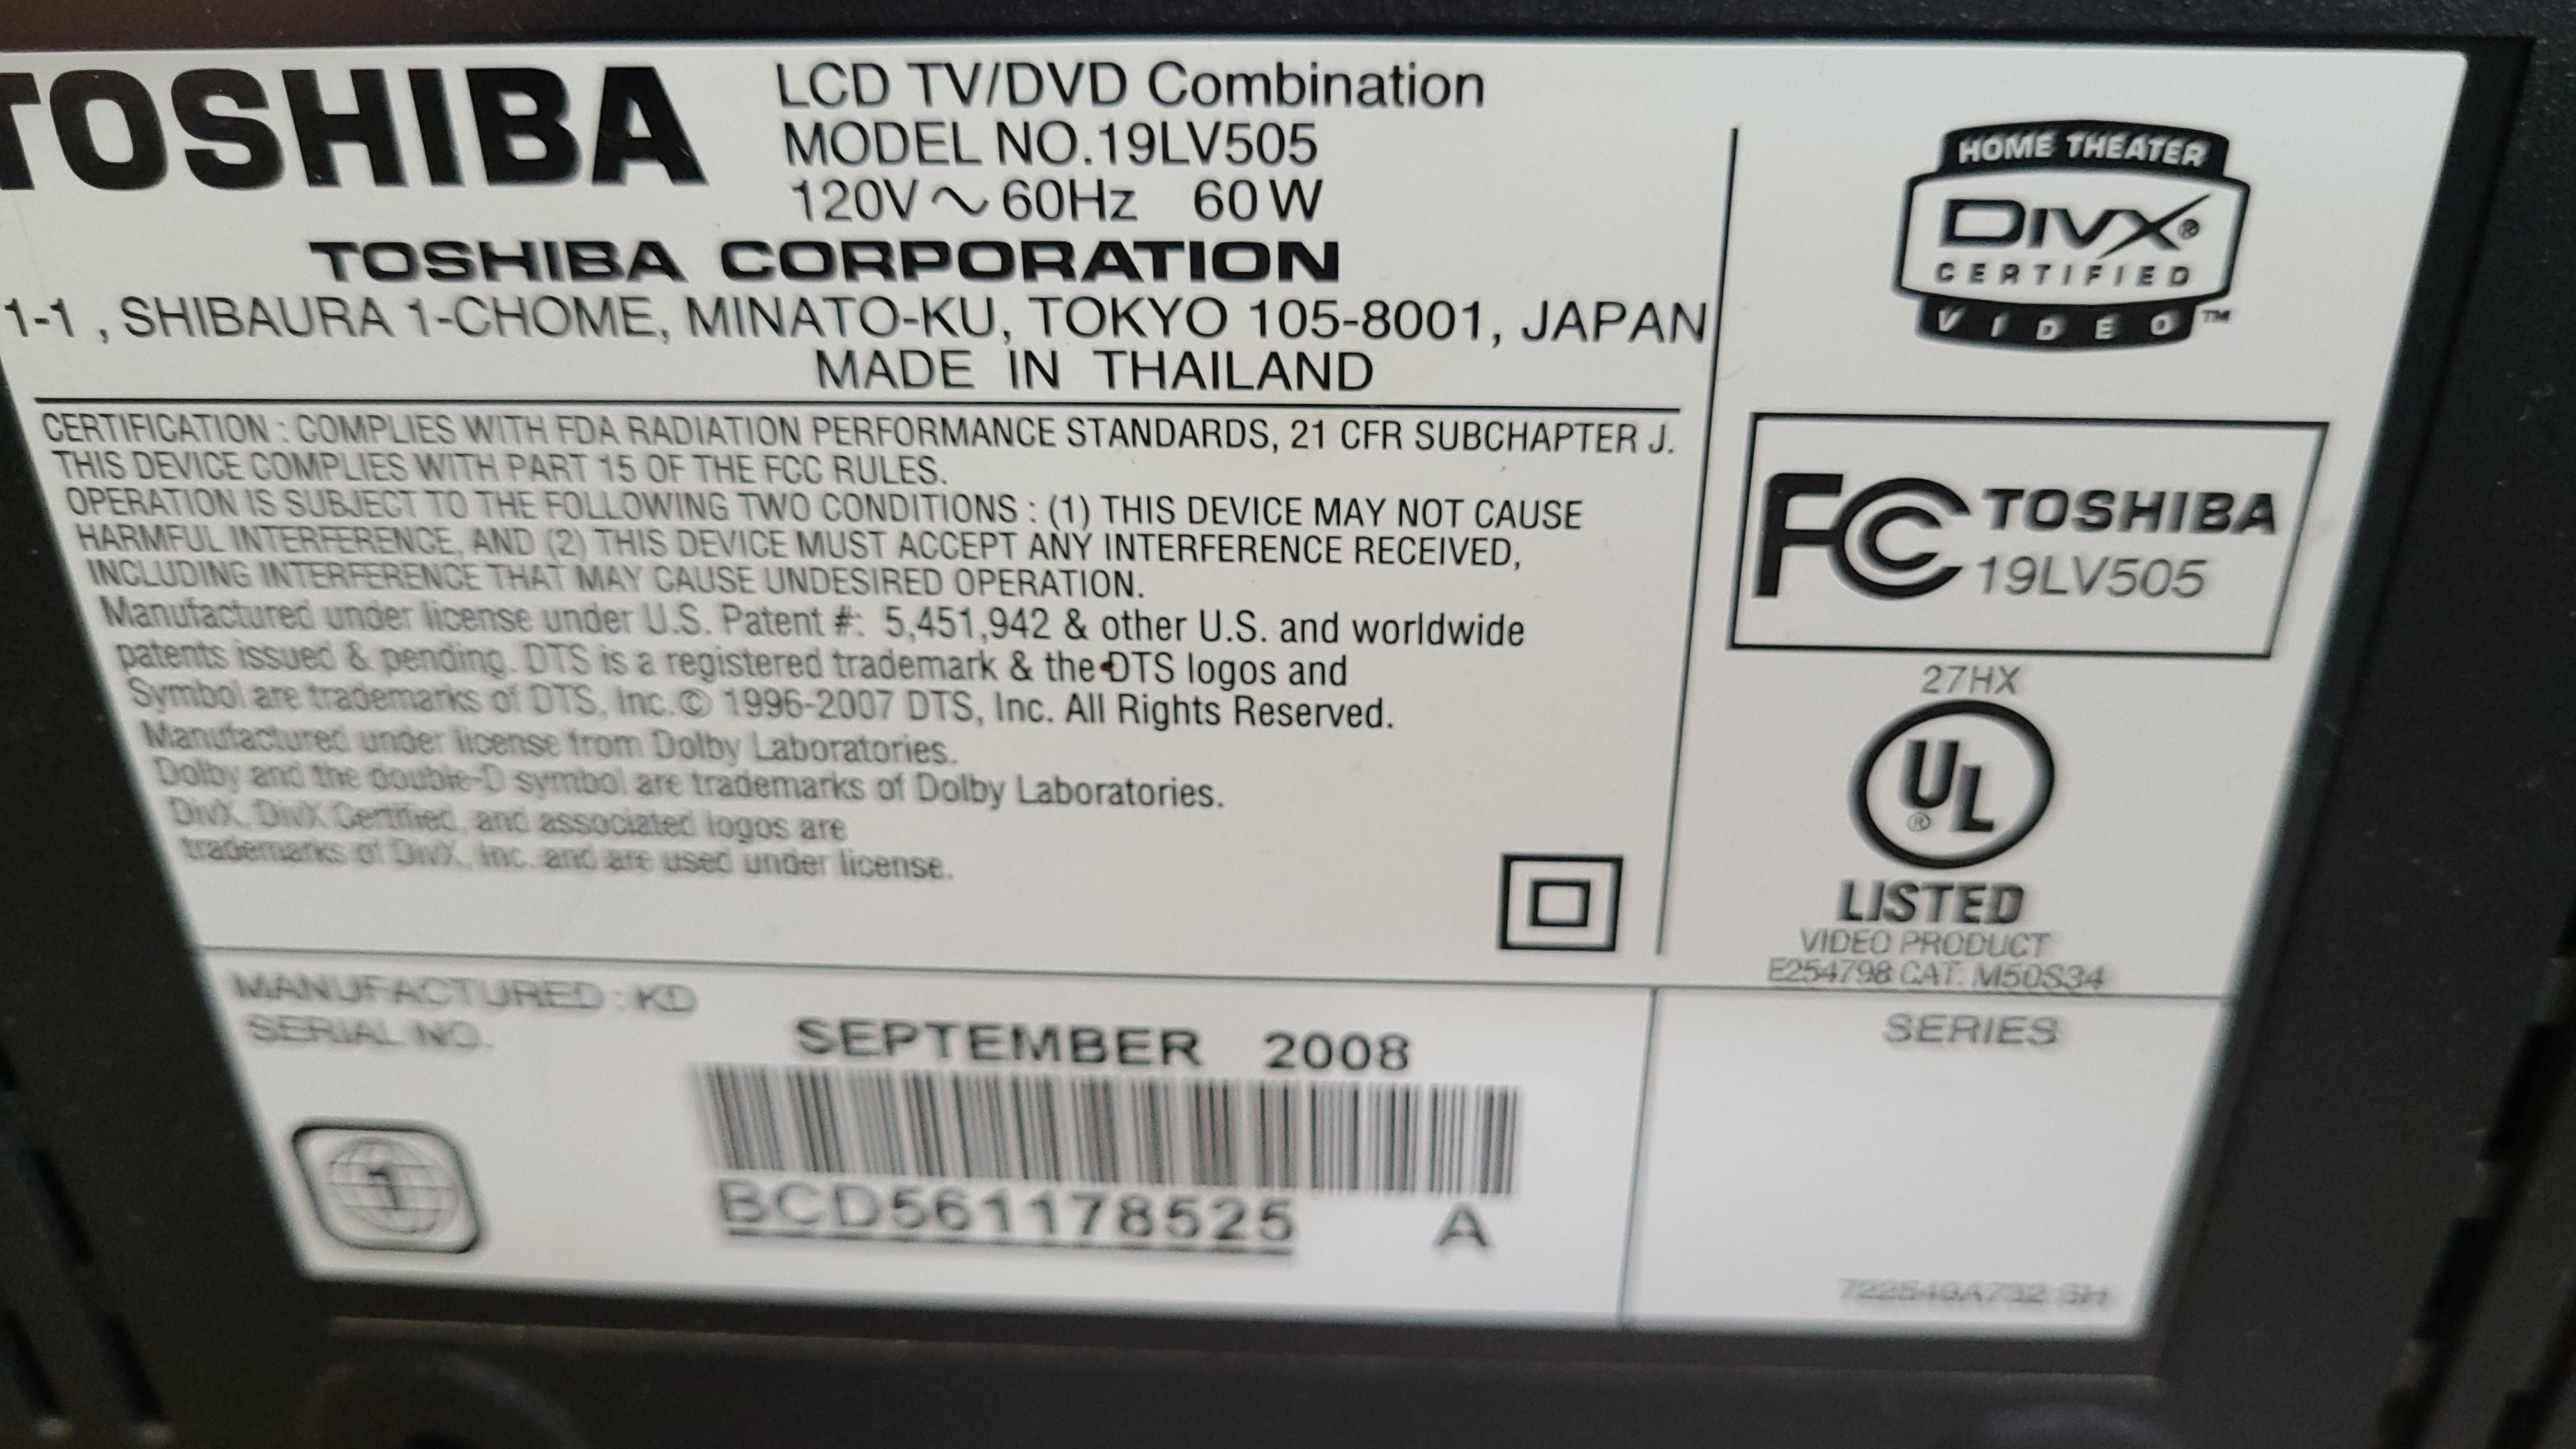 TOSHIBA
LCD TV/DVD Combination
MODEL NO.19LV505
120V～60Hz 60W
TOSHIBA CORPORATION
1-1 , SHIBAURA 1-CHOME, MINATO-KU, TOKYO 105-8001, JAPAN
MADE IN THAILAND
CERTIFICATION : COMPLIES WITH FDA RADIATION PERFORMANCE STANDARDS, 21 CFR SUBCHAPTER J.
THIS DEVICE COMPLIES WITH PART 15 OF THE FCC RULES.
OPERATION IS SUBJECT TO THE FOLLOWING TWO CONDITIONS : (1) THIS DEVICE MAY NOT CAUSE
HARMFUL INTERFERENCE, AND (2) THIS DEVICE MUST ACCEPT ANY INTERFERENCE RECEIVED,
INCLUDING INTERFERENCE THAT MAY CAUSE UNDESIRED OPERATION.
Manufactured under license under U.S. Patent #: 5,451,942 & other U.S. and worldwide
patents issued & pending. DTS is a registered trademark & the DTS logos and
Symbol are trademarks of DTS, Inc.© 1996-2007 DTS, Inc. All Rights Reserved.
Manufactured under license from Dolby Laboratories.
Dolby and the double-D symbol are trademarks of Dolby Laboratories.
DivX, DivX Certified, and associated logos are
trademarks of DivX, Inc. and are used under license.
HOME THEATER
DIVX®
CERTIFIED
VIDEO™
FC TOSHIBA
19LV505
27HX
UL®
LISTED
VIDEO PRODUCT
E254798 CAT. M50S34
MANUFACTURED : KD
SERIAL NO.
SEPTEMBER 2008
1
BCD561178525 A
SERIES